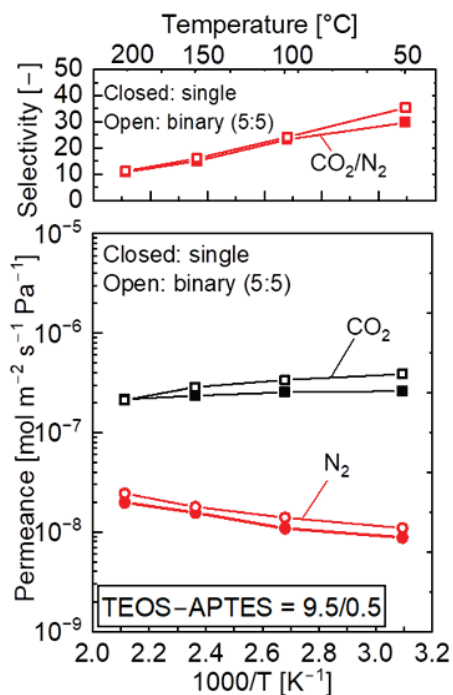 Temperature [°C]
200 150 100 50
Selectivity [−]
50
40
30
20
10
0
Closed: single
Open: binary (5:5)
CO₂/N₂
Permeance [mol m⁻² s⁻¹ Pa⁻¹]
10⁻⁵
10⁻⁶
10⁻⁷
10⁻⁸
10⁻⁹
Closed: single
Open: binary (5:5)
CO₂
N₂
TEOS−APTES = 9.5/0.5
2.0 2.2 2.4 2.6 2.8 3.0 3.2
1000/T [K⁻¹]